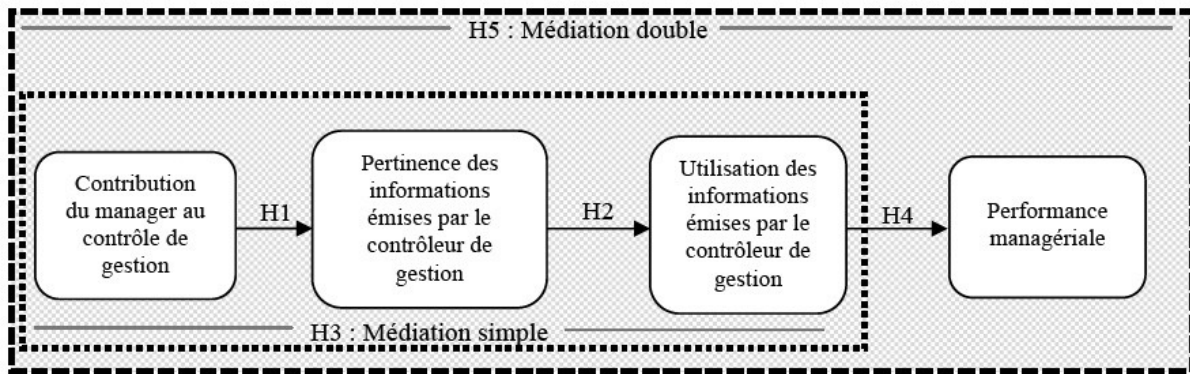 H5 : Médiation double
Contribution
du manager au
contrôle de
gestion
H1
Pertinence des
informations
émises par le
contrôleur de
gestion
H2
Utilisation des
informations
émises par le
contrôleur de
gestion
H4
Performance
managériale
H3 : Médiation simple